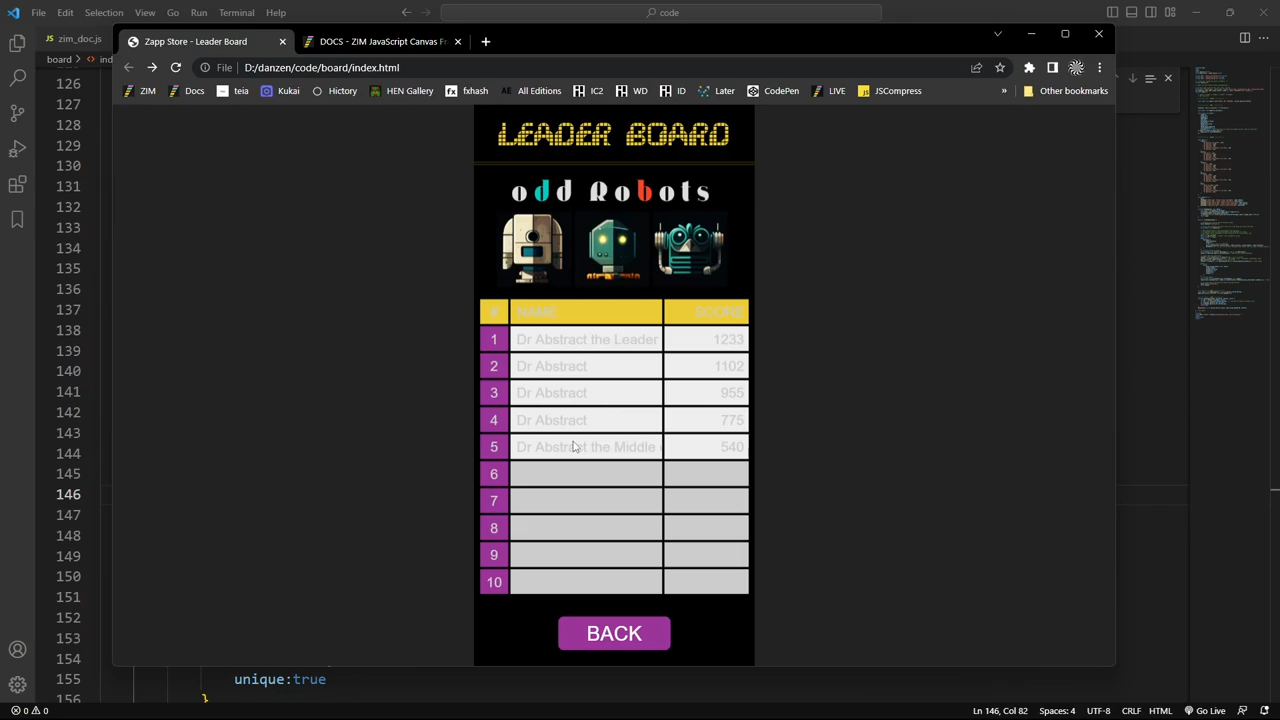 File Edit Selection View Go Run Terminal Help
code
zim_doc.js
Zapp Store - Leader Board
DOCS - ZIM JavaScript Canvas Fr
board
ind
File
D:/danzen/code/board/index.html
ZIM
Docs
teia
Kukai
History
HEN Gallery
fxhash
All Editions
IC2
WD
ID
Later
CodePen
LIVE
JSCompress
»
Other bookmarks
LEADER BOARD
odd Robots
# NAME SCORE
1 Dr Abstract the Leader 1233
2 Dr Abstract 1102
3 Dr Abstract 955
4 Dr Abstract 775
5 Dr Abstract the Middle 540
6
7
8
9
10
BACK
126
127
128
129
130
131
132
133
134
135
136
137
138
139
140
141
142
143
144
145
146
147
148
149
150
151
152
153
154
155 unique:true
156 }
0 0
Ln 146, Col 82 Spaces: 4 UTF-8 CRLF HTML Go Live